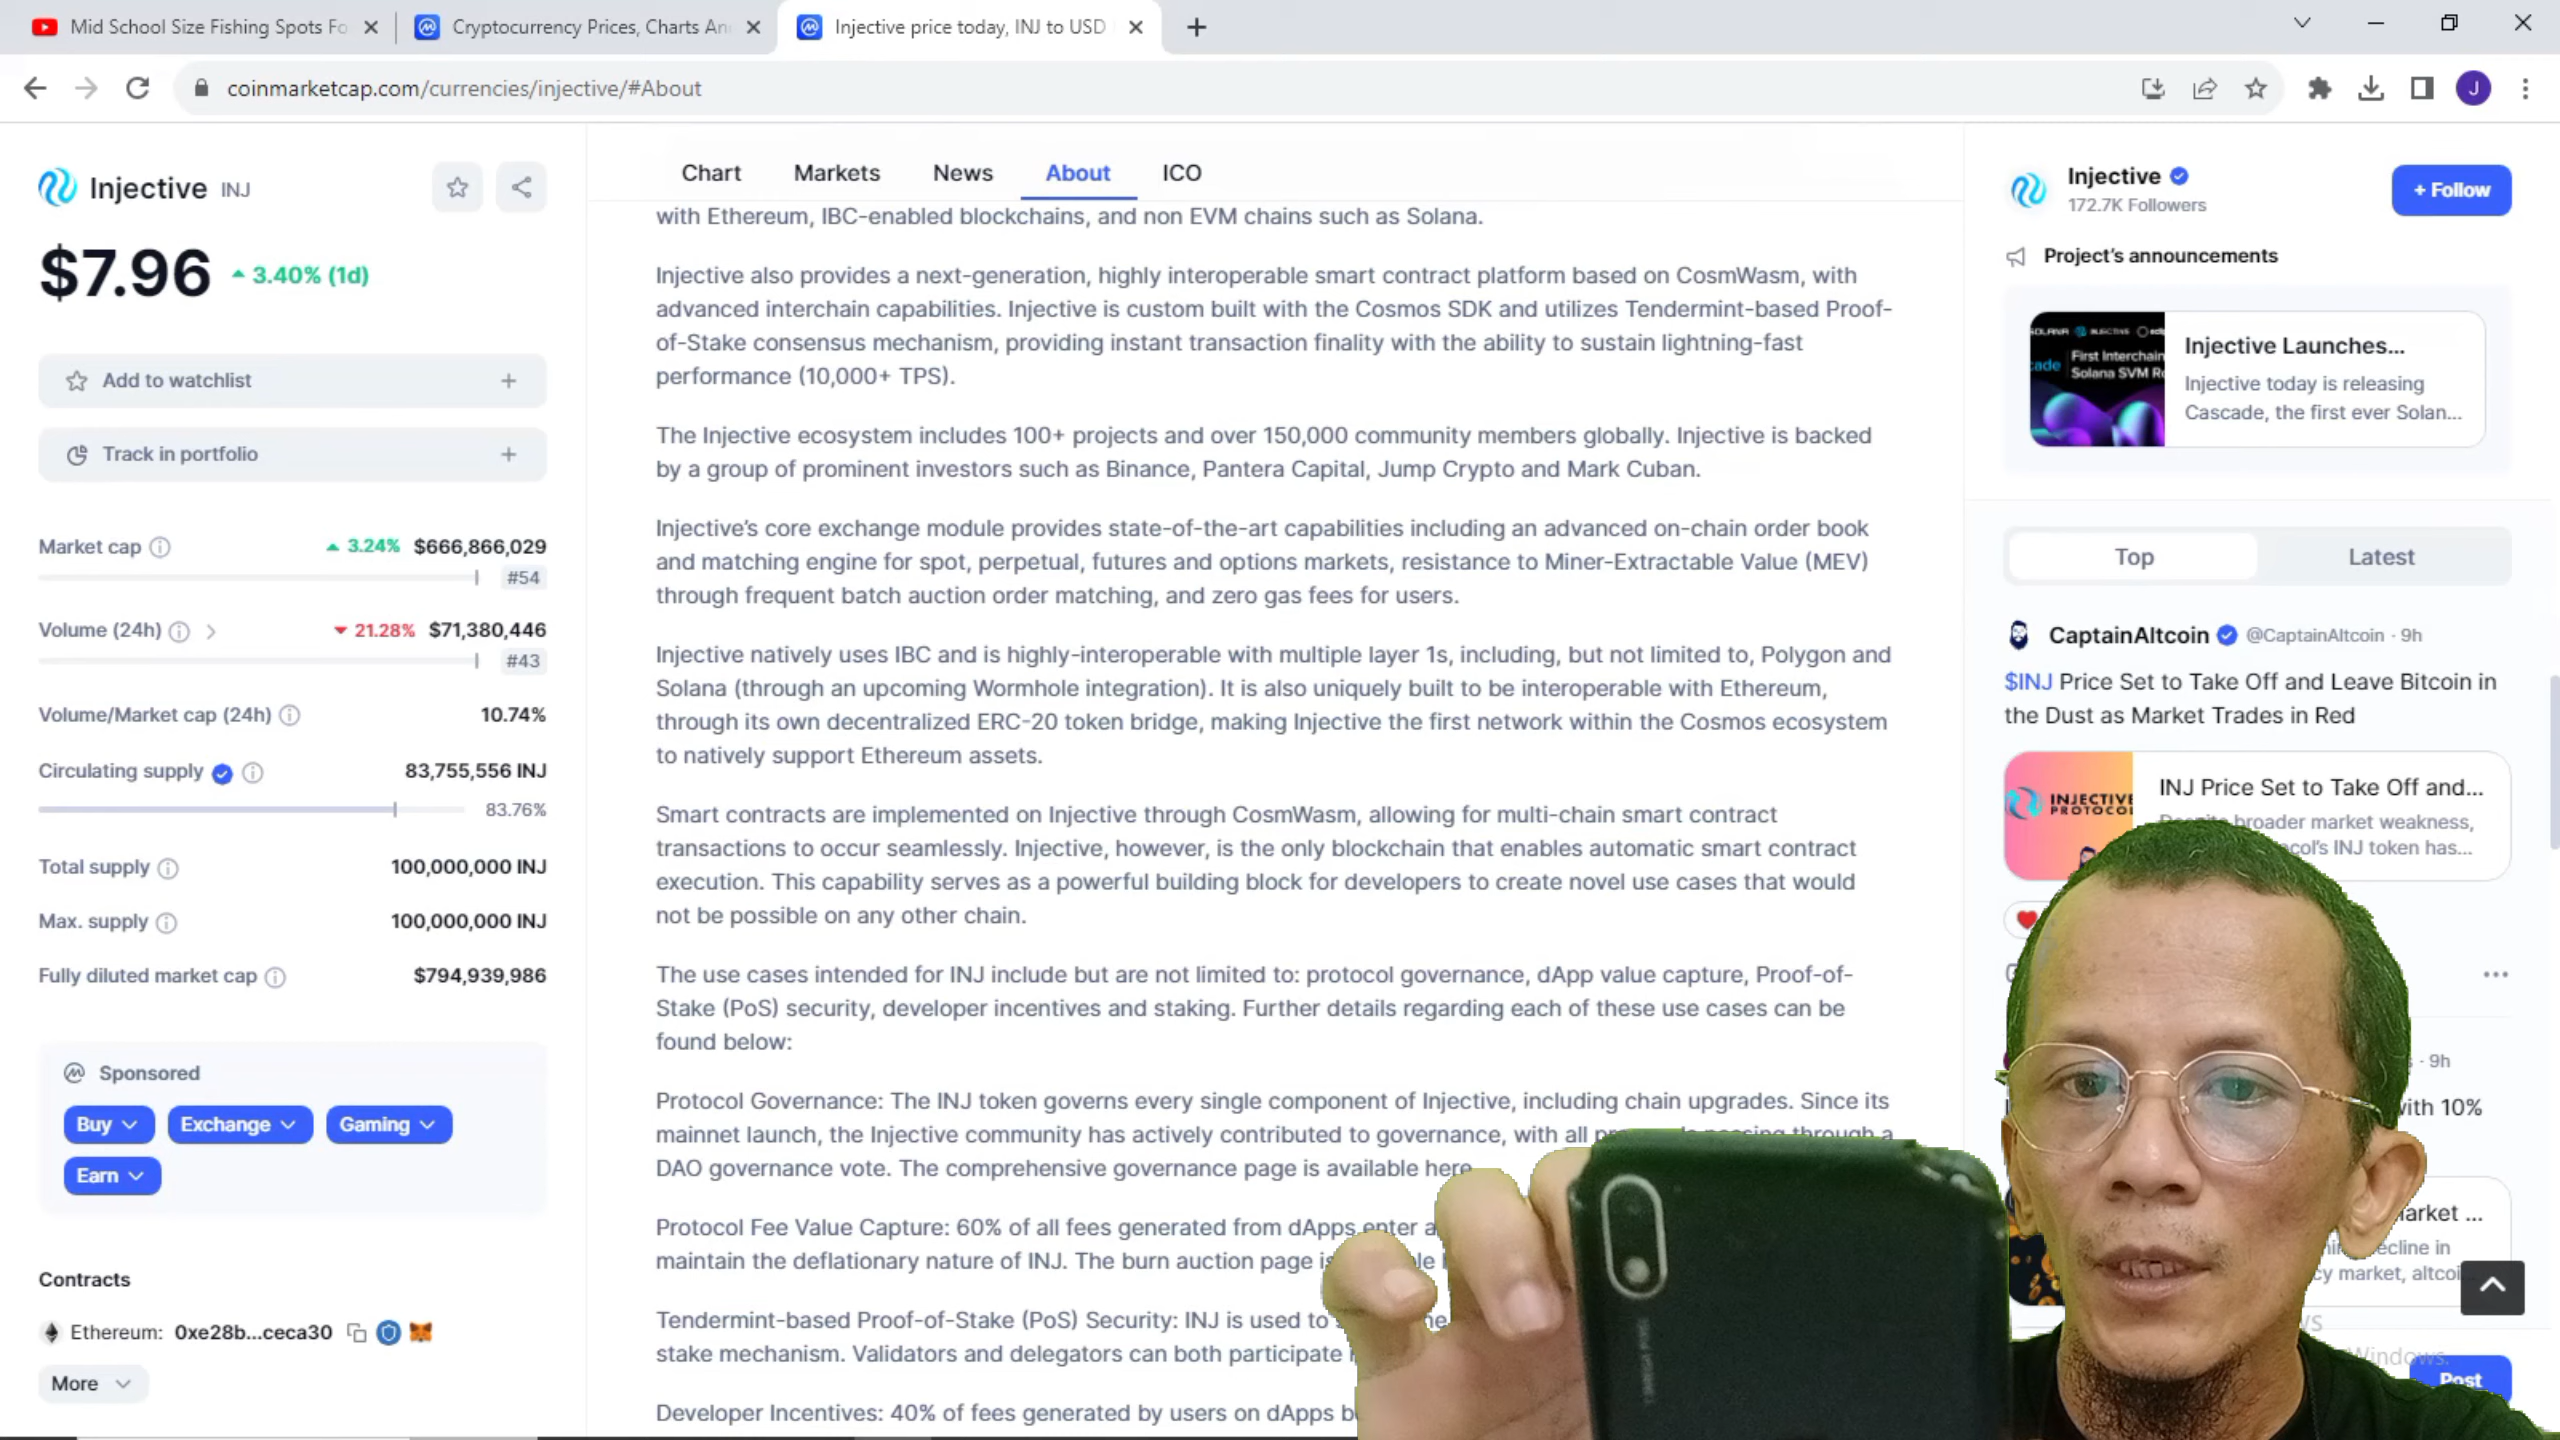 Mid School Size Fishing Spots Fo
Cryptocurrency Prices, Charts An
Injective price today, INJ to USD
coinmarketcap.com/currencies/injective/#About
J
Injective INJ
$7.96 3.40% (1d)
Add to watchlist
Track in portfolio
Market cap 3.24% $666,866,029
#54
Volume (24h) 21.28% $71,380,446
#43
Volume/Market cap (24h) 10.74%
Circulating supply 83,755,556 INJ
83.76%
Total supply 100,000,000 INJ
Max. supply 100,000,000 INJ
Fully diluted market cap $794,939,986
Sponsored
Buy Exchange Gaming
Earn
Contracts
Ethereum: 0xe28b...ceca30
More
Chart Markets News About ICO
with Ethereum, IBC-enabled blockchains, and non EVM chains such as Solana.
Injective also provides a next-generation, highly interoperable smart contract platform based on CosmWasm, with
advanced interchain capabilities. Injective is custom built with the Cosmos SDK and utilizes Tendermint-based Proof-
of-Stake consensus mechanism, providing instant transaction finality with the ability to sustain lightning-fast
performance (10,000+ TPS).
The Injective ecosystem includes 100+ projects and over 150,000 community members globally. Injective is backed
by a group of prominent investors such as Binance, Pantera Capital, Jump Crypto and Mark Cuban.
Injective's core exchange module provides state-of-the-art capabilities including an advanced on-chain order book
and matching engine for spot, perpetual, futures and options markets, resistance to Miner-Extractable Value (MEV)
through frequent batch auction order matching, and zero gas fees for users.
Injective natively uses IBC and is highly-interoperable with multiple layer 1s, including, but not limited to, Polygon and
Solana (through an upcoming Wormhole integration). It is also uniquely built to be interoperable with Ethereum,
through its own decentralized ERC-20 token bridge, making Injective the first network within the Cosmos ecosystem
to natively support Ethereum assets.
Smart contracts are implemented on Injective through CosmWasm, allowing for multi-chain smart contract
transactions to occur seamlessly. Injective, however, is the only blockchain that enables automatic smart contract
execution. This capability serves as a powerful building block for developers to create novel use cases that would
not be possible on any other chain.
The use cases intended for INJ include but are not limited to: protocol governance, dApp value capture, Proof-of-
Stake (PoS) security, developer incentives and staking. Further details regarding each of these use cases can be
found below:
Protocol Governance: The INJ token governs every single component of Injective, including chain upgrades. Since its
mainnet launch, the Injective community has actively contributed to governance, with all passing through a
DAO governance vote. The comprehensive governance page is available here
Protocol Fee Value Capture: 60% of all fees generated from dApps enter a
maintain the deflationary nature of INJ. The burn auction page is
Tendermint-based Proof-of-Stake (PoS) Security: INJ is used to
stake mechanism. Validators and delegators can both participate
Developer Incentives: 40% of fees generated by users on dApps
Injective
172.7K Followers
+ Follow
Project's announcements
SOLANA INJECTIVE
First Interchain
Solana SVM
Injective Launches...
Injective today is releasing
Cascade, the first ever Solan...
Top Latest
CaptainAltcoin @CaptainAltcoin · 9h
$INJ Price Set to Take Off and Leave Bitcoin in
the Dust as Market Trades in Red
INJECTIVE
PROTOCOL
INJ Price Set to Take Off and...
Despite broader market weakness,
INJ token has...
· 9h
with 10%
Market ...
decline in
market, altcoi...
Windows.
Post